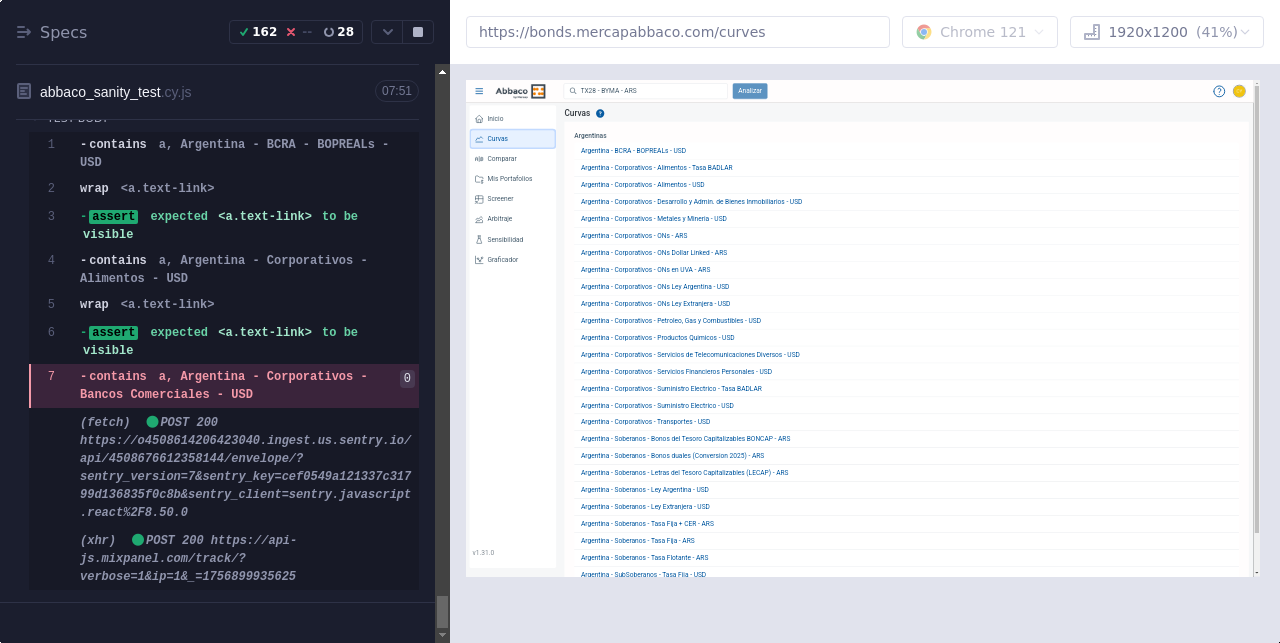 Specs
162
--
28
https://bonds.mercapabbaco.com/curves
Chrome 121
1920x1200 (41%)
abbaco_sanity_test.cy.js
07:51
TEST BODY
1 -contains a, Argentina - BCRA - BOPREALs -
USD
2 wrap <a.text-link>
3 -assert expected <a.text-link> to be
visible
4 -contains a, Argentina - Corporativos -
Alimentos - USD
5 wrap <a.text-link>
6 -assert expected <a.text-link> to be
visible
7 -contains a, Argentina - Corporativos -
Bancos Comerciales - USD
0
(fetch) POST 200
https://o4508614206423040.ingest.us.sentry.io/
api/4508676612358144/envelope/?
sentry_version=7&sentry_key=cef0549a121337c317
99d136835f0c8b&sentry_client=sentry.javascript
.react%2F8.50.0
(xhr) POST 200 https://api-
js.mixpanel.com/track/?
verbose=1&ip=1&_=1756899935625
Abbaco
TX28 - BYMA - ARS
Analizar
?
Inicio
Curvas
Comparar
Mis Portafolios
Screener
Arbitraje
Sensibilidad
Graficador
v1.31.0
Curvas ?
Argentinas
Argentina - BCRA - BOPREALs - USD
Argentina - Corporativos - Alimentos - Tasa BADLAR
Argentina - Corporativos - Alimentos - USD
Argentina - Corporativos - Desarrollo y Admin. de Bienes Inmobiliarios - USD
Argentina - Corporativos - Metales y Mineria - USD
Argentina - Corporativos - ONs - ARS
Argentina - Corporativos - ONs Dollar Linked - ARS
Argentina - Corporativos - ONs en UVA - ARS
Argentina - Corporativos - ONs Ley Argentina - USD
Argentina - Corporativos - ONs Ley Extranjera - USD
Argentina - Corporativos - Petroleo, Gas y Combustibles - USD
Argentina - Corporativos - Productos Quimicos - USD
Argentina - Corporativos - Servicios de Telecomunicaciones Diversos - USD
Argentina - Corporativos - Servicios Financieros Personales - USD
Argentina - Corporativos - Suministro Electrico - Tasa BADLAR
Argentina - Corporativos - Suministro Electrico - USD
Argentina - Corporativos - Transportes - USD
Argentina - Soberanos - Bonos del Tesoro Capitalizables BONCAP - ARS
Argentina - Soberanos - Bonos duales (Conversion 2025) - ARS
Argentina - Soberanos - Letras del Tesoro Capitalizables (LECAP) - ARS
Argentina - Soberanos - Ley Argentina - USD
Argentina - Soberanos - Ley Extranjera - USD
Argentina - Soberanos - Tasa Fija + CER - ARS
Argentina - Soberanos - Tasa Fija - ARS
Argentina - Soberanos - Tasa Flotante - ARS
Argentina - SubSoberanos - Tasa Fija - USD